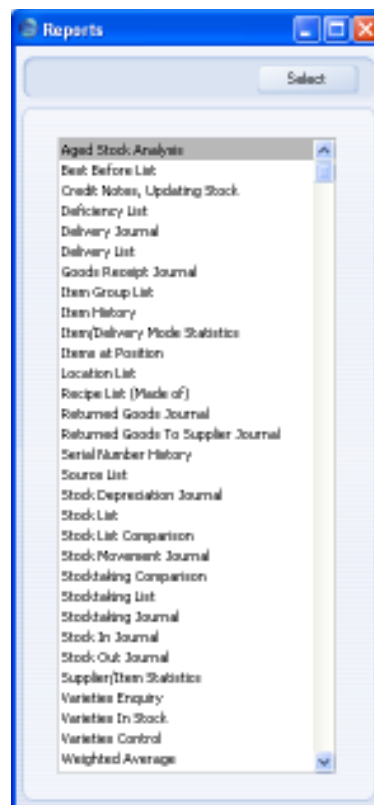 Reports
Select
Aged Stock Analysis
Best Before List
Credit Notes, Updating Stock
Deficiency List
Delivery Journal
Delivery List
Goods Receipt Journal
Item Group List
Item History
Item/Delivery Mode Statistics
Items at Position
Location List
Recipe List (Made of)
Returned Goods Journal
Returned Goods To Supplier Journal
Serial Number History
Source List
Stock Depreciation Journal
Stock List
Stock List Comparison
Stock Movement Journal
Stocktaking Comparison
Stocktaking List
Stocktaking Journal
Stock In Journal
Stock Out Journal
Supplier/Item Statistics
Varieties Enquiry
Varieties In Stock
Varieties Control
Weighted Average